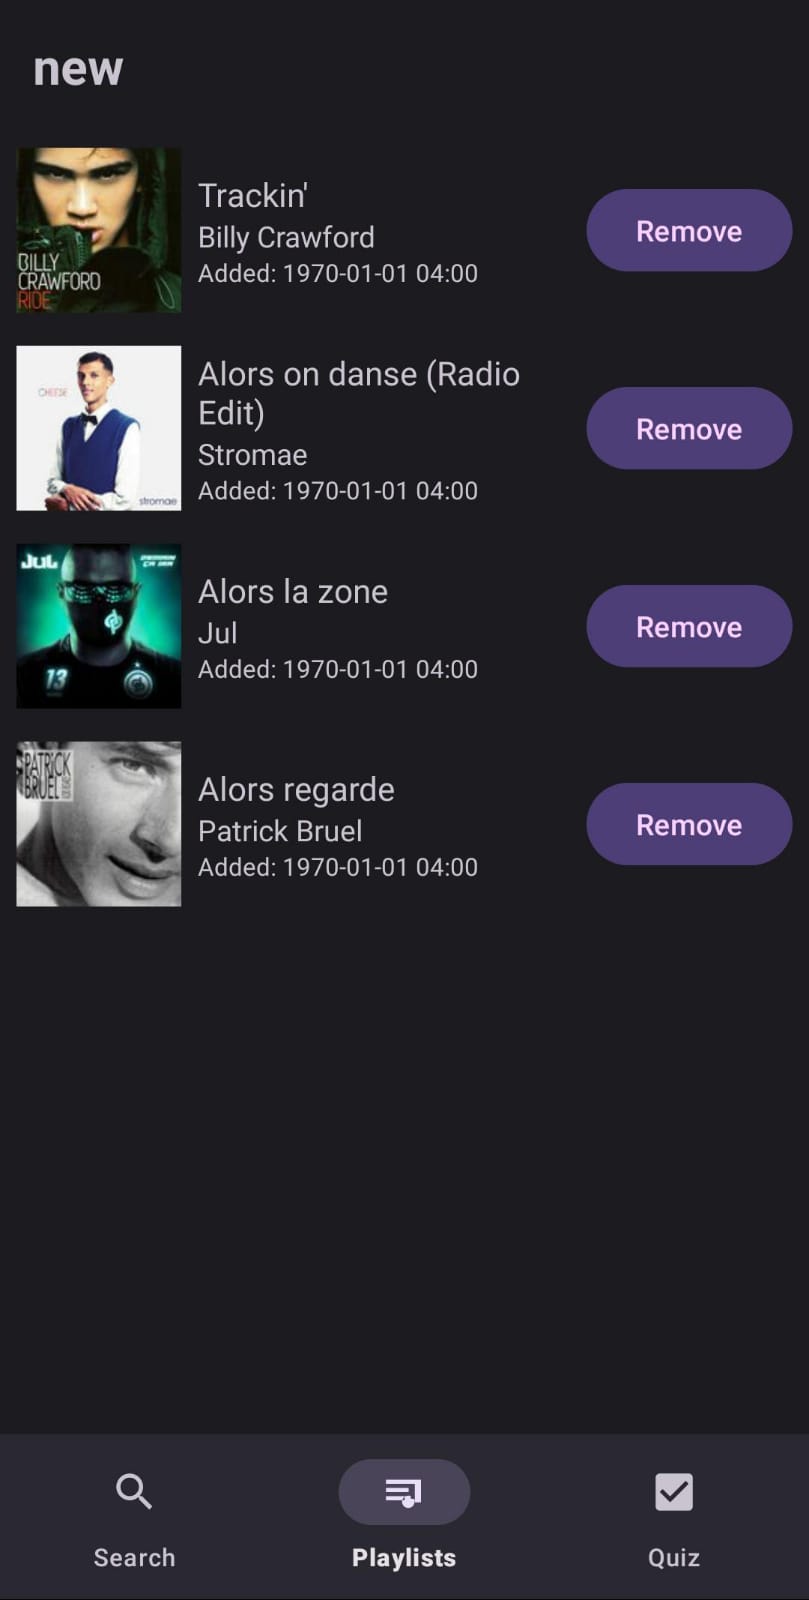 new
BILLY
CRAWFORD
RIDE
Trackin'
Billy Crawford
Added: 1970-01-01 04:00
Remove
CHEESE
stromae
Alors on danse (Radio
Edit)
Stromae
Added: 1970-01-01 04:00
Remove
JUL
DEMAIN
ÇA IRA
13
Alors la zone
Jul
Added: 1970-01-01 04:00
Remove
PATRICK
BRUEL
Alors regarde
Patrick Bruel
Added: 1970-01-01 04:00
Remove
Search
Playlists
Quiz